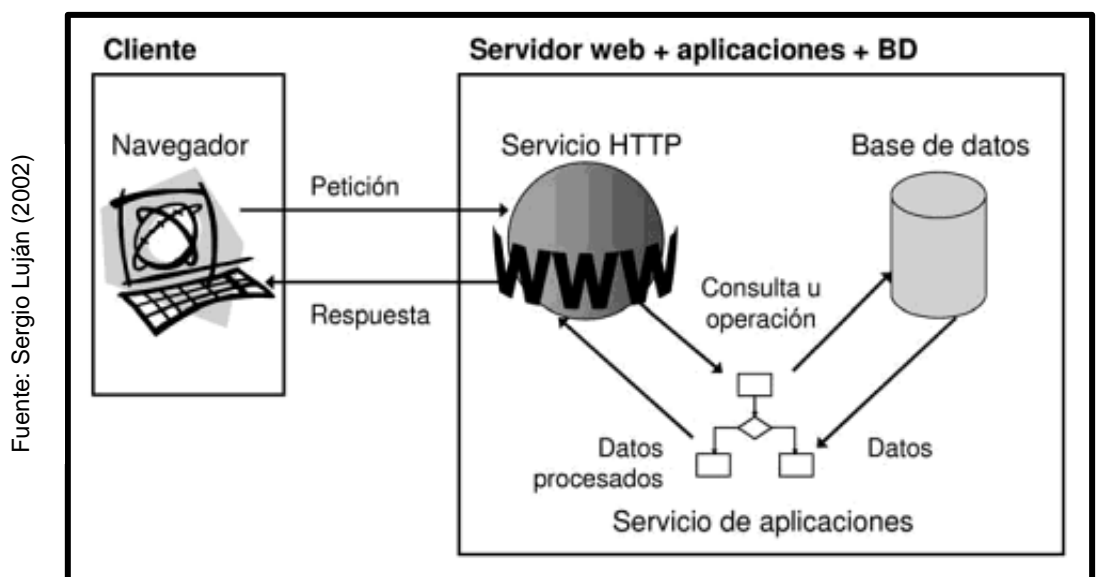 Fuente: Sergio Luján (2002)
Cliente
Servidor web + aplicaciones + BD
Navegador
Servicio HTTP
Base de datos
Petición
WWW
Respuesta
Consulta u
operación
Datos
procesados
Datos
Servicio de aplicaciones